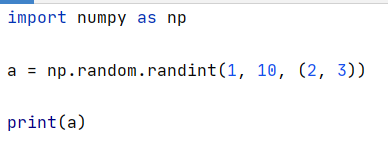 import numpy as np
a = np.random.randint(1, 10, (2, 3))
print(a)